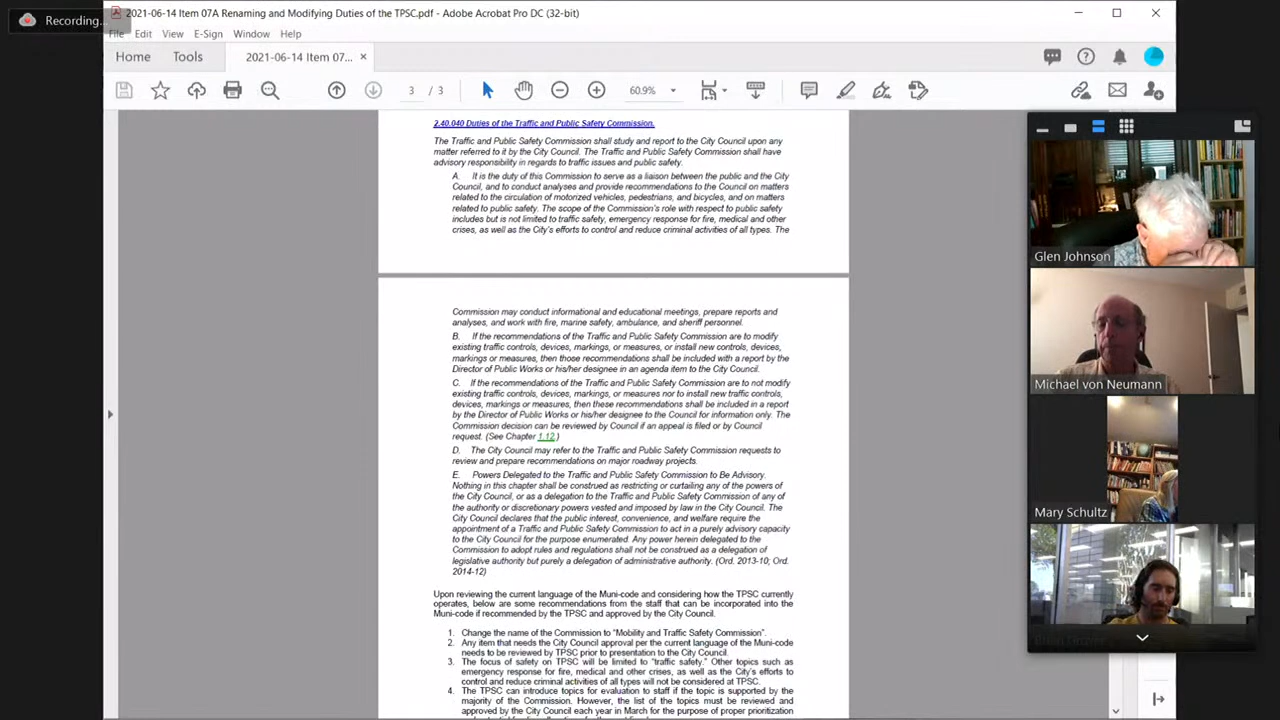 Recording...
2021-06-14 Item 07A Renaming and Modifying Duties of the TPSC.pdf - Adobe Acrobat Pro DC (32-bit)
File Edit View E-Sign Window Help
Home Tools 2021-06-14 Item 07... ×
3 / 3 60.9%
2.40.040 Duties of the Traffic and Public Safety Commission.
The Traffic and Public Safety Commission shall study and report to the City Council upon any
matter referred to it by the City Council. The Traffic and Public Safety Commission shall have
advisory responsibility in regards to traffic issues and public safety.
A. It is the duty of this Commission to serve as a liaison between the public and the City
Council, and to conduct analyses and provide recommendations to the Council on matters
related to the circulation of motorized vehicles, pedestrians, and bicycles, and on matters
related to public safety. The scope of the Commission's role with respect to public safety
includes but is not limited to traffic safety, emergency response for fire, medical and other
crises, as well as the City's efforts to control and reduce criminal activities of all types. The
Commission may conduct informational and educational meetings, prepare reports and
analyses, and work with fire, marine safety, ambulance, and sheriff personnel.
B. If the recommendations of the Traffic and Public Safety Commission are to modify
existing traffic controls, devices, markings, or measures, or install new controls, devices,
markings or measures, then those recommendations shall be included with a report by the
Director of Public Works or his/her designee in an agenda item to the City Council.
C. If the recommendations of the Traffic and Public Safety Commission are to not modify
existing traffic controls, devices, markings, or measures nor to install new traffic controls,
devices, markings or measures, then these recommendations shall be included in a report
by the Director of Public Works or his/her designee to the Council for information only. The
Commission decision can be reviewed by Council if an appeal is filed or by Council
request. (See Chapter 1.12.)
D. The City Council may refer to the Traffic and Public Safety Commission requests to
review and prepare recommendations on major roadway projects.
E. Powers Delegated to the Traffic and Public Safety Commission to Be Advisory.
Nothing in this chapter shall be construed as restricting or curtailing any of the powers of
the City Council, or as a delegation to the Traffic and Public Safety Commission of any of
the authority or discretionary powers vested and imposed by law in the City Council. The
City Council declares that the public interest, convenience, and welfare require the
appointment of a Traffic and Public Safety Commission to act in a purely advisory capacity
to the City Council for the purpose enumerated. Any power herein delegated to the
Commission to adopt rules and regulations shall not be construed as a delegation of
legislative authority but purely a delegation of administrative authority. (Ord. 2013-10; Ord.
2014-12)
Upon reviewing the current language of the Muni-code and considering how the TPSC currently
operates, below are some recommendations from the staff that can be incorporated into the
Muni-code if recommended by the TPSC and approved by the City Council.
1. Change the name of the Commission to "Mobility and Traffic Safety Commission".
2. Any item that needs the City Council approval per the current language of the Muni-code
needs to be reviewed by TPSC prior to presentation to the City Council.
3. The focus of safety on TPSC will be limited to "traffic safety." Other topics such as
emergency response for fire, medical and other crises, as well as the City's efforts to
control and reduce criminal activities of all types will not be considered at TPSC.
4. The TPSC can introduce topics for evaluation to staff if the topic is supported by the
majority of the Commission. However, the list of the topics must be reviewed and
approved by the City Council each year in March for the purpose of proper prioritization
Glen Johnson
Michael von Neumann
Mary Schultz